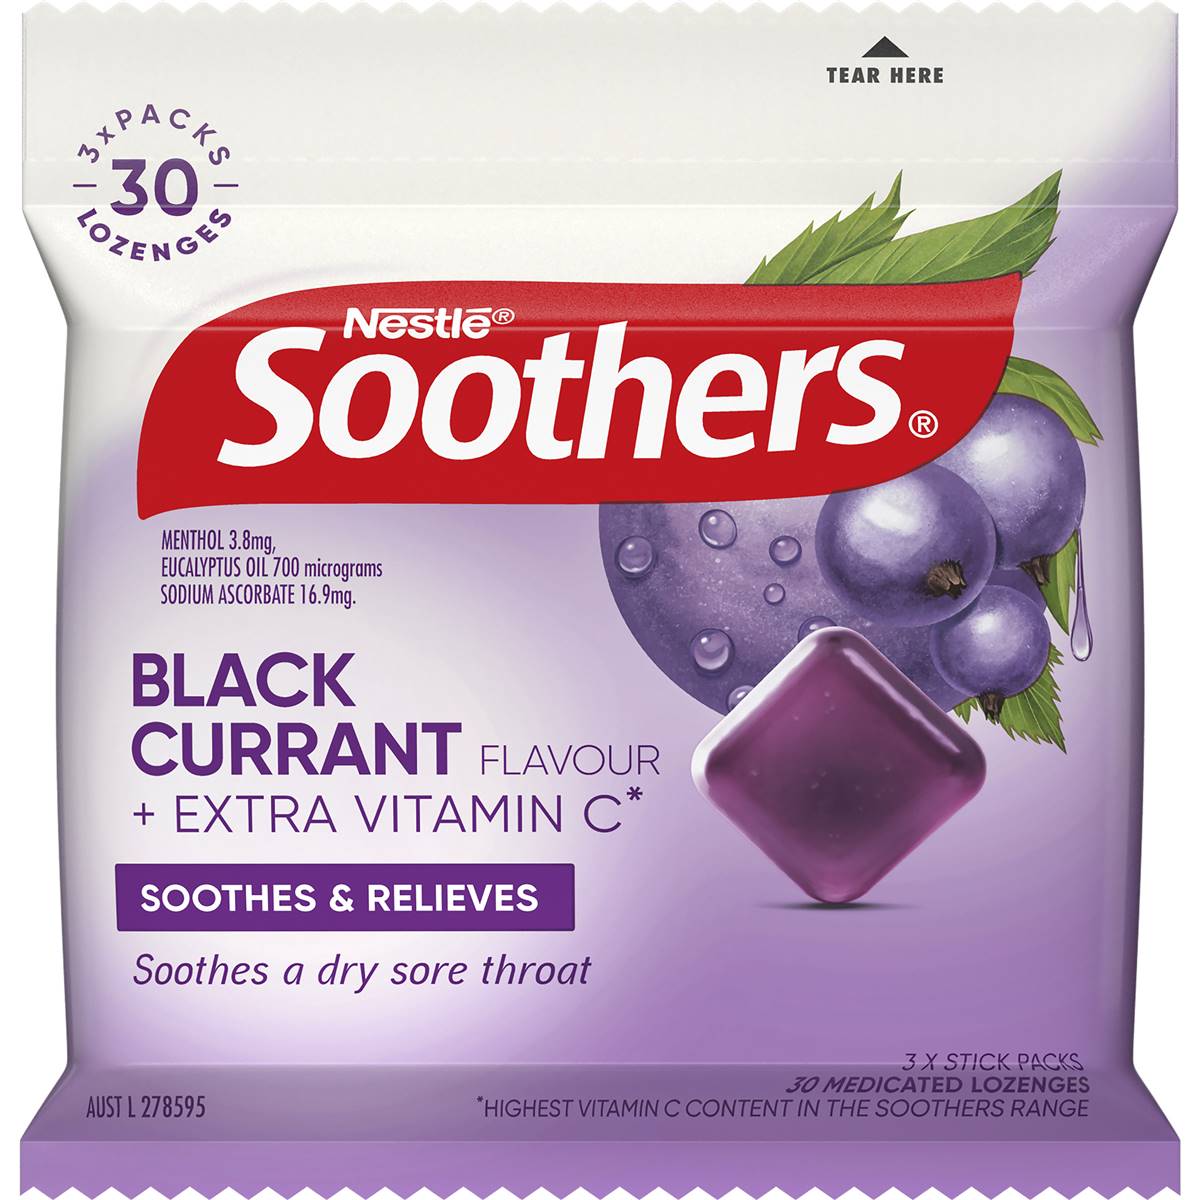 TEAR HERE
3 x PACKS
30
LOZENGES
Nestlé®
Soothers®
MENTHOL 3.8mg,
EUCALYPTUS OIL 700 micrograms
SODIUM ASCORBATE 16.9mg.
BLACK
CURRANT FLAVOUR
+ EXTRA VITAMIN C*
SOOTHES & RELIEVES
Soothes a dry sore throat
3 X STICK PACKS
30 MEDICATED LOZENGES
*HIGHEST VITAMIN C CONTENT IN THE SOOTHERS RANGE
AUST L 278595